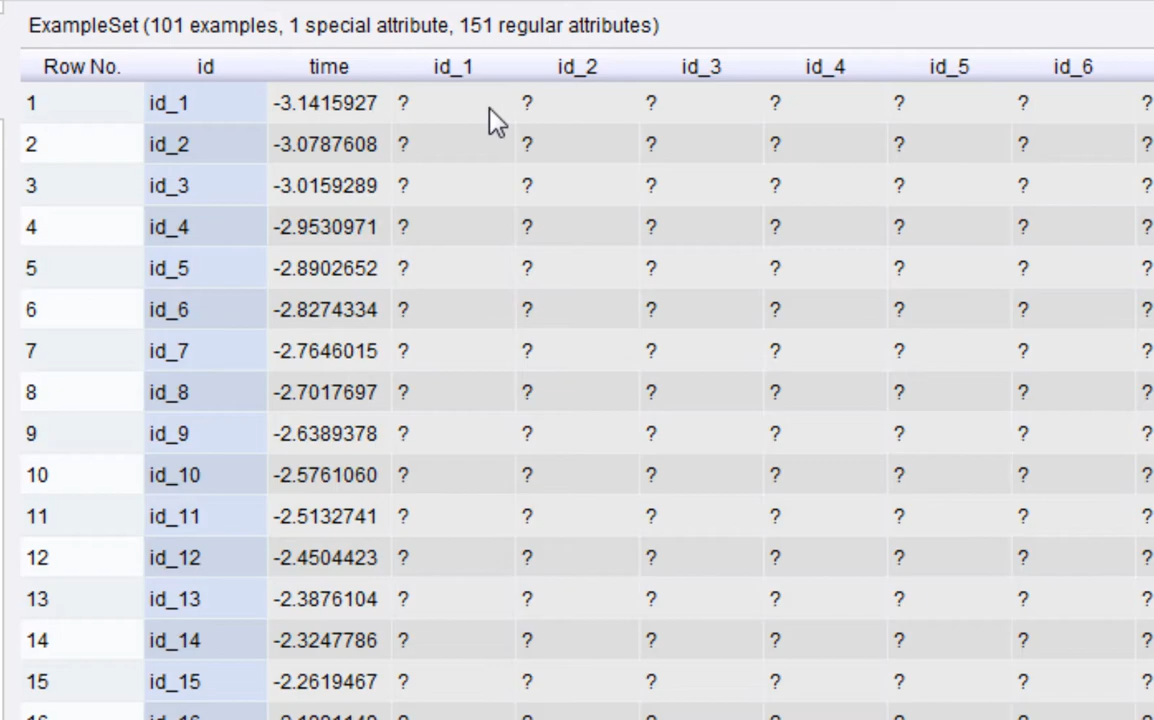 ExampleSet (101 examples, 1 special attribute, 151 regular attributes)
Row No. id time id_1 id_2 id_3 id_4 id_5 id_6
1 id_1 -3.1415927 ? ? ? ? ? ? ?
2 id_2 -3.0787608 ? ? ? ? ? ? ?
3 id_3 -3.0159289 ? ? ? ? ? ? ?
4 id_4 -2.9530971 ? ? ? ? ? ? ?
5 id_5 -2.8902652 ? ? ? ? ? ? ?
6 id_6 -2.8274334 ? ? ? ? ? ? ?
7 id_7 -2.7646015 ? ? ? ? ? ? ?
8 id_8 -2.7017697 ? ? ? ? ? ? ?
9 id_9 -2.6389378 ? ? ? ? ? ? ?
10 id_10 -2.5761060 ? ? ? ? ? ? ?
11 id_11 -2.5132741 ? ? ? ? ? ? ?
12 id_12 -2.4504423 ? ? ? ? ? ? ?
13 id_13 -2.3876104 ? ? ? ? ? ? ?
14 id_14 -2.3247786 ? ? ? ? ? ? ?
15 id_15 -2.2619467 ? ? ? ? ? ? ?